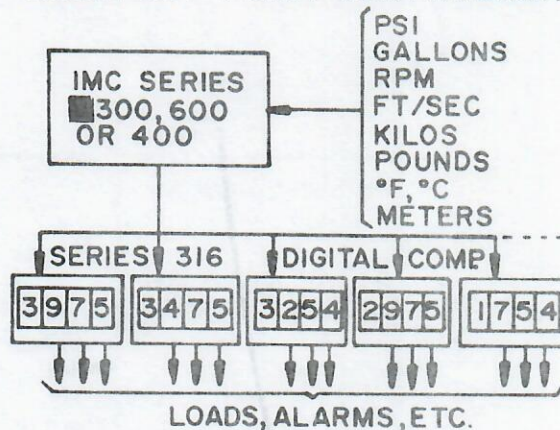 PSI
GALLONS
RPM
FT/SEC
KILOS
POUNDS
°F, °C
METERS
IMC SERIES
300, 600
OR 400
SERIES 316 DIGITAL COMP
3975 3475 3254 2975 1754
LOADS, ALARMS, ETC.